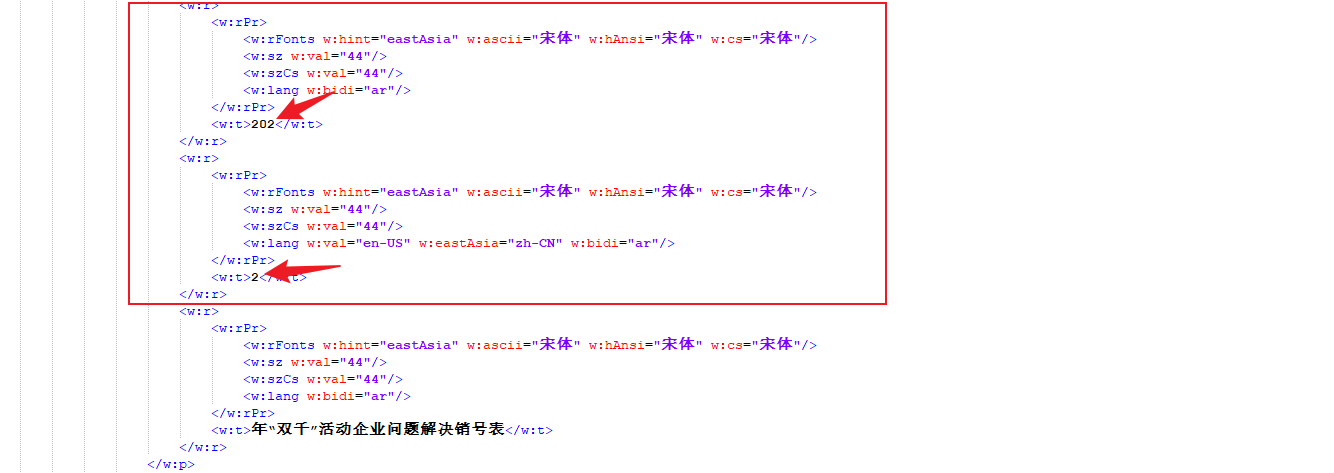 <w:r>
<w:rPr>
<w:rFonts w:hint="eastAsia" w:ascii="宋体" w:hAnsi="宋体" w:cs="宋体"/>
<w:sz w:val="44"/>
<w:szCs w:val="44"/>
<w:lang w:bidi="ar"/>
</w:rPr>
<w:t>202</w:t>
</w:r>
<w:r>
<w:rPr>
<w:rFonts w:hint="eastAsia" w:ascii="宋体" w:hAnsi="宋体" w:cs="宋体"/>
<w:sz w:val="44"/>
<w:szCs w:val="44"/>
<w:lang w:val="en-US" w:eastAsia="zh-CN" w:bidi="ar"/>
</w:rPr>
<w:t>2</w:t>
</w:r>
<w:r>
<w:rPr>
<w:rFonts w:hint="eastAsia" w:ascii="宋体" w:hAnsi="宋体" w:cs="宋体"/>
<w:sz w:val="44"/>
<w:szCs w:val="44"/>
<w:lang w:bidi="ar"/>
</w:rPr>
<w:t>年“双千”活动企业问题解决销号表</w:t>
</w:r>
</w:p>